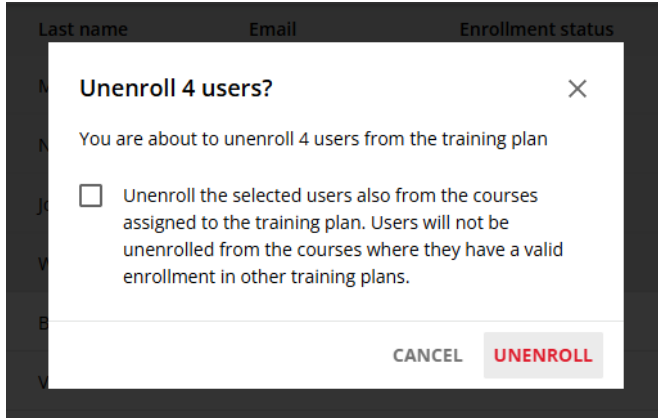 Last name Email Enrollment status
Unenroll 4 users?
You are about to unenroll 4 users from the training plan
Unenroll the selected users also from the courses
assigned to the training plan. Users will not be
unenrolled from the courses where they have a valid
enrollment in other training plans.
CANCEL UNENROLL